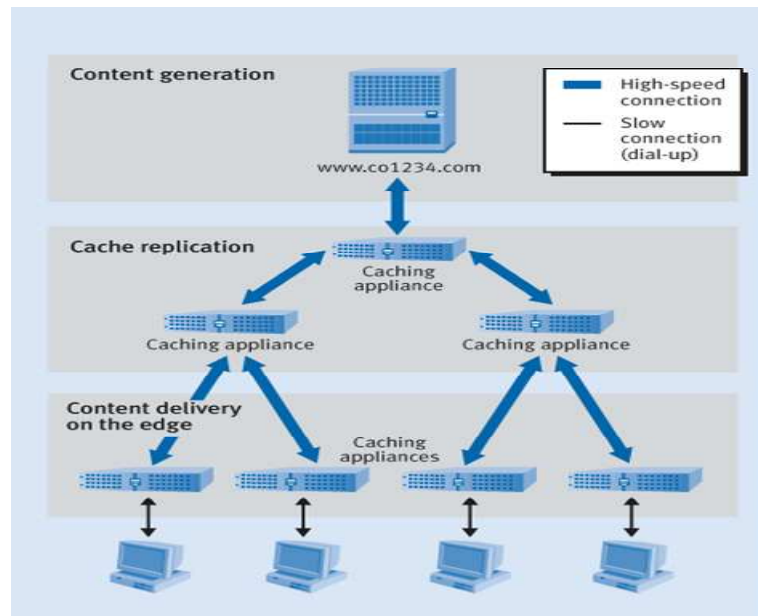 Content generation
High-speed
connection
Slow
connection
(dial-up)
www.co1234.com
Cache replication
Caching
appliance
Caching appliance
Caching appliance
Content delivery
on the edge
Caching
appliances